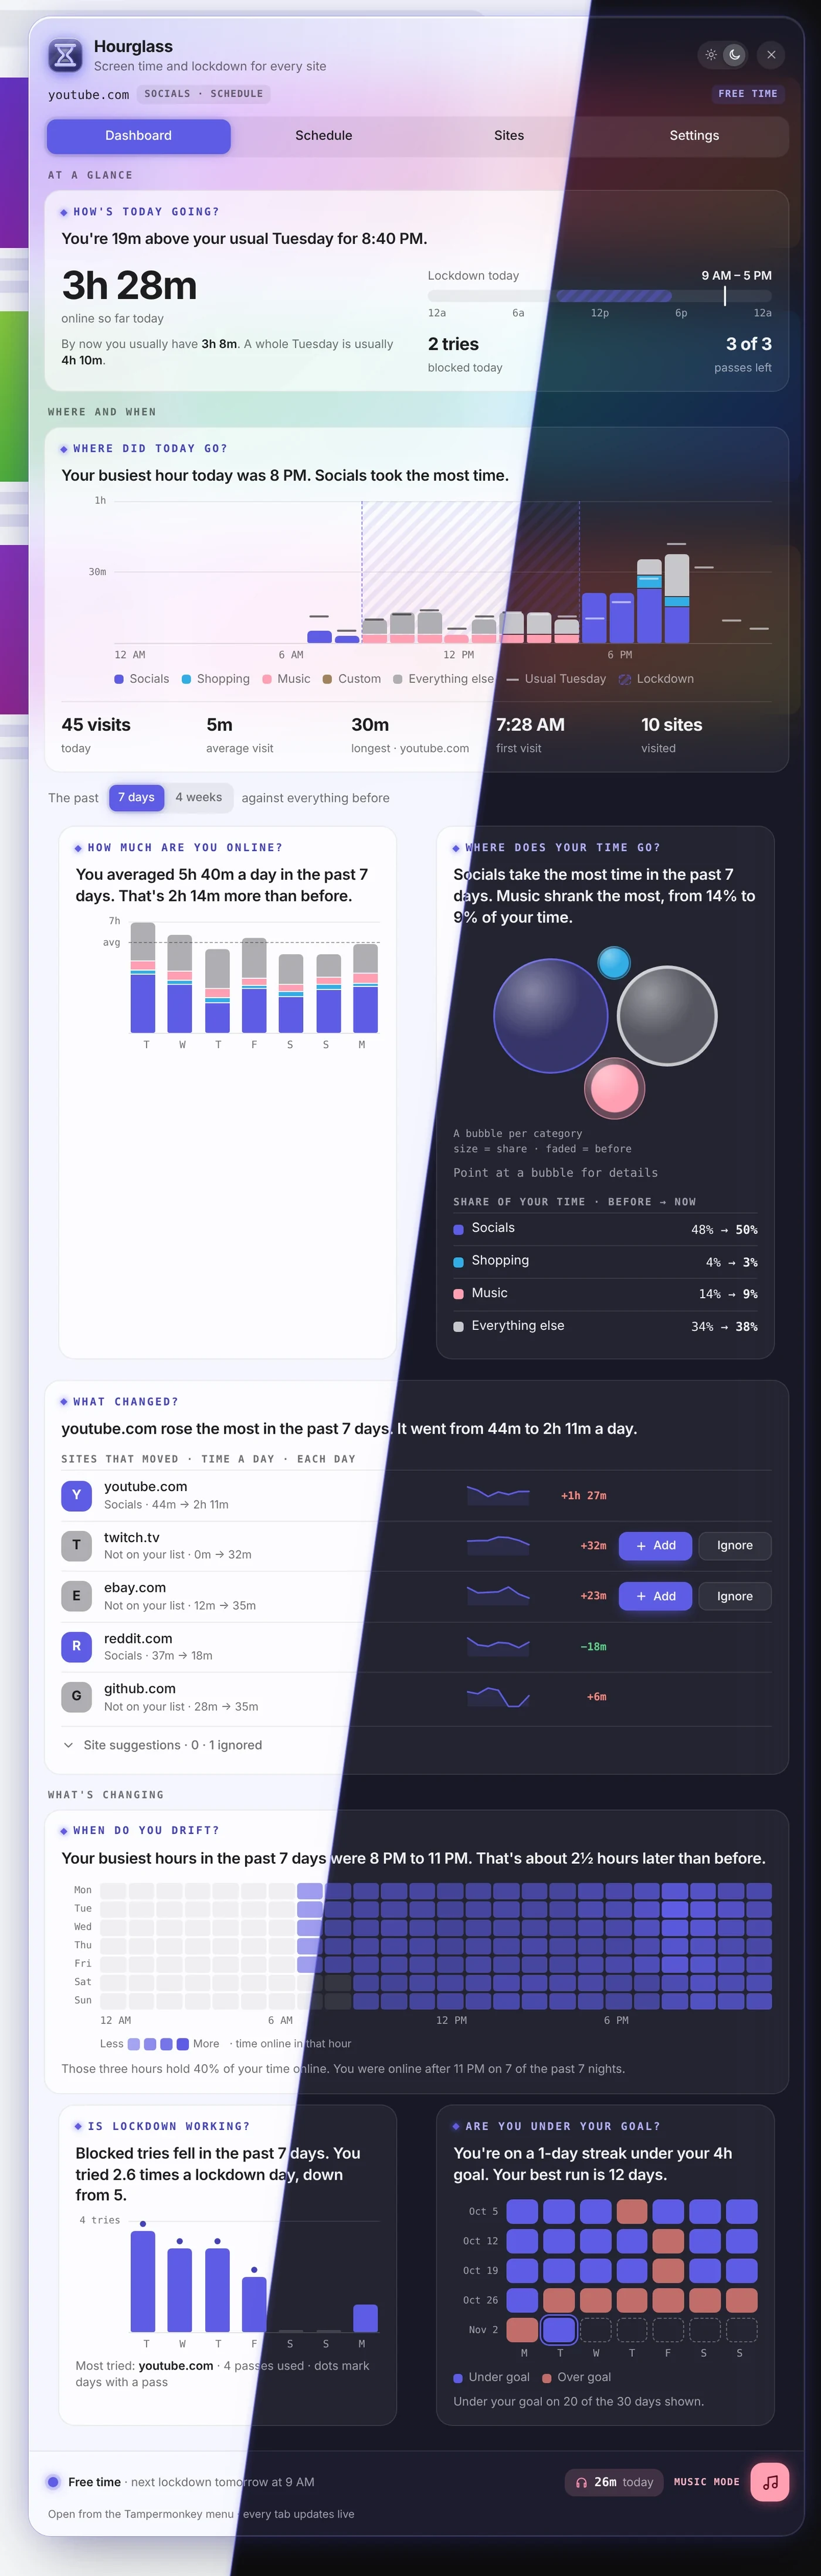 Hourglass
Screen time and lockdown for every site
youtube.com SOCIALS · SCHEDULE FREE TIME
Dashboard Schedule Sites Settings
AT A GLANCE
HOW'S TODAY GOING?
You're 19m above your usual Tuesday for 8:40 PM.
3h 28m
online so far today
By now you usually have 3h 8m. A whole Tuesday is usually
4h 10m.
Lockdown today 9 AM – 5 PM
12a 6a 12p 6p 12a
2 tries 3 of 3
blocked today passes left
WHERE AND WHEN
WHERE DID TODAY GO?
Your busiest hour today was 8 PM. Socials took the most time.
1h
30m
12 AM 6 AM 12 PM 6 PM
Socials Shopping Music Custom Everything else Usual Tuesday Lockdown
45 visits 5m 30m 7:28 AM 10 sites
today average visit longest · youtube.com first visit visited
The past 7 days 4 weeks against everything before
HOW MUCH ARE YOU ONLINE?
You averaged 5h 40m a day in the past 7
days. That's 2h 14m more than before.
7h
avg
T W T F S S M
WHERE DOES YOUR TIME GO?
Socials take the most time in the past 7
days. Music shrank the most, from 14% to
9% of your time.
A bubble per category
size = share · faded = before
Point at a bubble for details
SHARE OF YOUR TIME · BEFORE → NOW
Socials 48% → 50%
Shopping 4% → 3%
Music 14% → 9%
Everything else 34% → 38%
WHAT CHANGED?
youtube.com rose the most in the past 7 days. It went from 44m to 2h 11m a day.
SITES THAT MOVED · TIME A DAY · EACH DAY
Y youtube.com +1h 27m
Socials · 44m → 2h 11m
T twitch.tv +32m + Add Ignore
Not on your list · 0m → 32m
E ebay.com +23m + Add Ignore
Not on your list · 12m → 35m
R reddit.com −18m
Socials · 37m → 18m
G github.com +6m
Not on your list · 28m → 35m
Site suggestions · 0 · 1 ignored
WHAT'S CHANGING
WHEN DO YOU DRIFT?
Your busiest hours in the past 7 days were 8 PM to 11 PM. That's about 2½ hours later than before.
Mon
Tue
Wed
Thu
Fri
Sat
Sun
12 AM 6 AM 12 PM 6 PM
Less More · time online in that hour
Those three hours hold 40% of your time online. You were online after 11 PM on 7 of the past 7 nights.
IS LOCKDOWN WORKING?
Blocked tries fell in the past 7 days. You
tried 2.6 times a lockdown day, down
from 5.
4 tries
T W T F S S M
Most tried: youtube.com · 4 passes used · dots mark
days with a pass
ARE YOU UNDER YOUR GOAL?
You're on a 1-day streak under your 4h
goal. Your best run is 12 days.
Oct 5
Oct 12
Oct 19
Oct 26
Nov 2
M T W T F S S
Under goal Over goal
Under your goal on 20 of the 30 days shown.
Free time · next lockdown tomorrow at 9 AM 26m today MUSIC MODE
Open from the Tampermonkey menu · every tab updates live